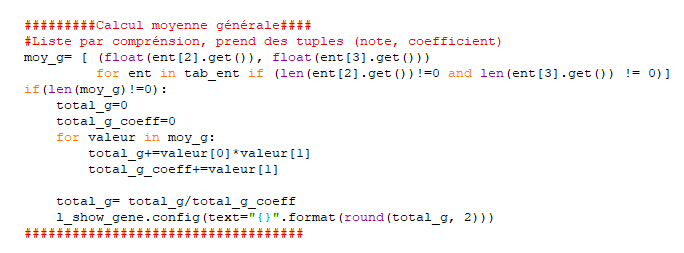 #########Calcul moyenne générale####
#Liste par comprénsion, prend des tuples (note, coefficient)
moy_g= [ (float(ent[2].get()), float(ent[3].get()))
         for ent in tab_ent if (len(ent[2].get())!=0 and len(ent[3].get()) != 0)]
if(len(moy_g)!=0):
    total_g=0
    total_g_coeff=0
    for valeur in moy_g:
        total_g+=valeur[0]*valeur[1]
        total_g_coeff+=valeur[1]

    total_g= total_g/total_g_coeff
    l_show_gene.config(text="{}".format(round(total_g, 2)))
###################################